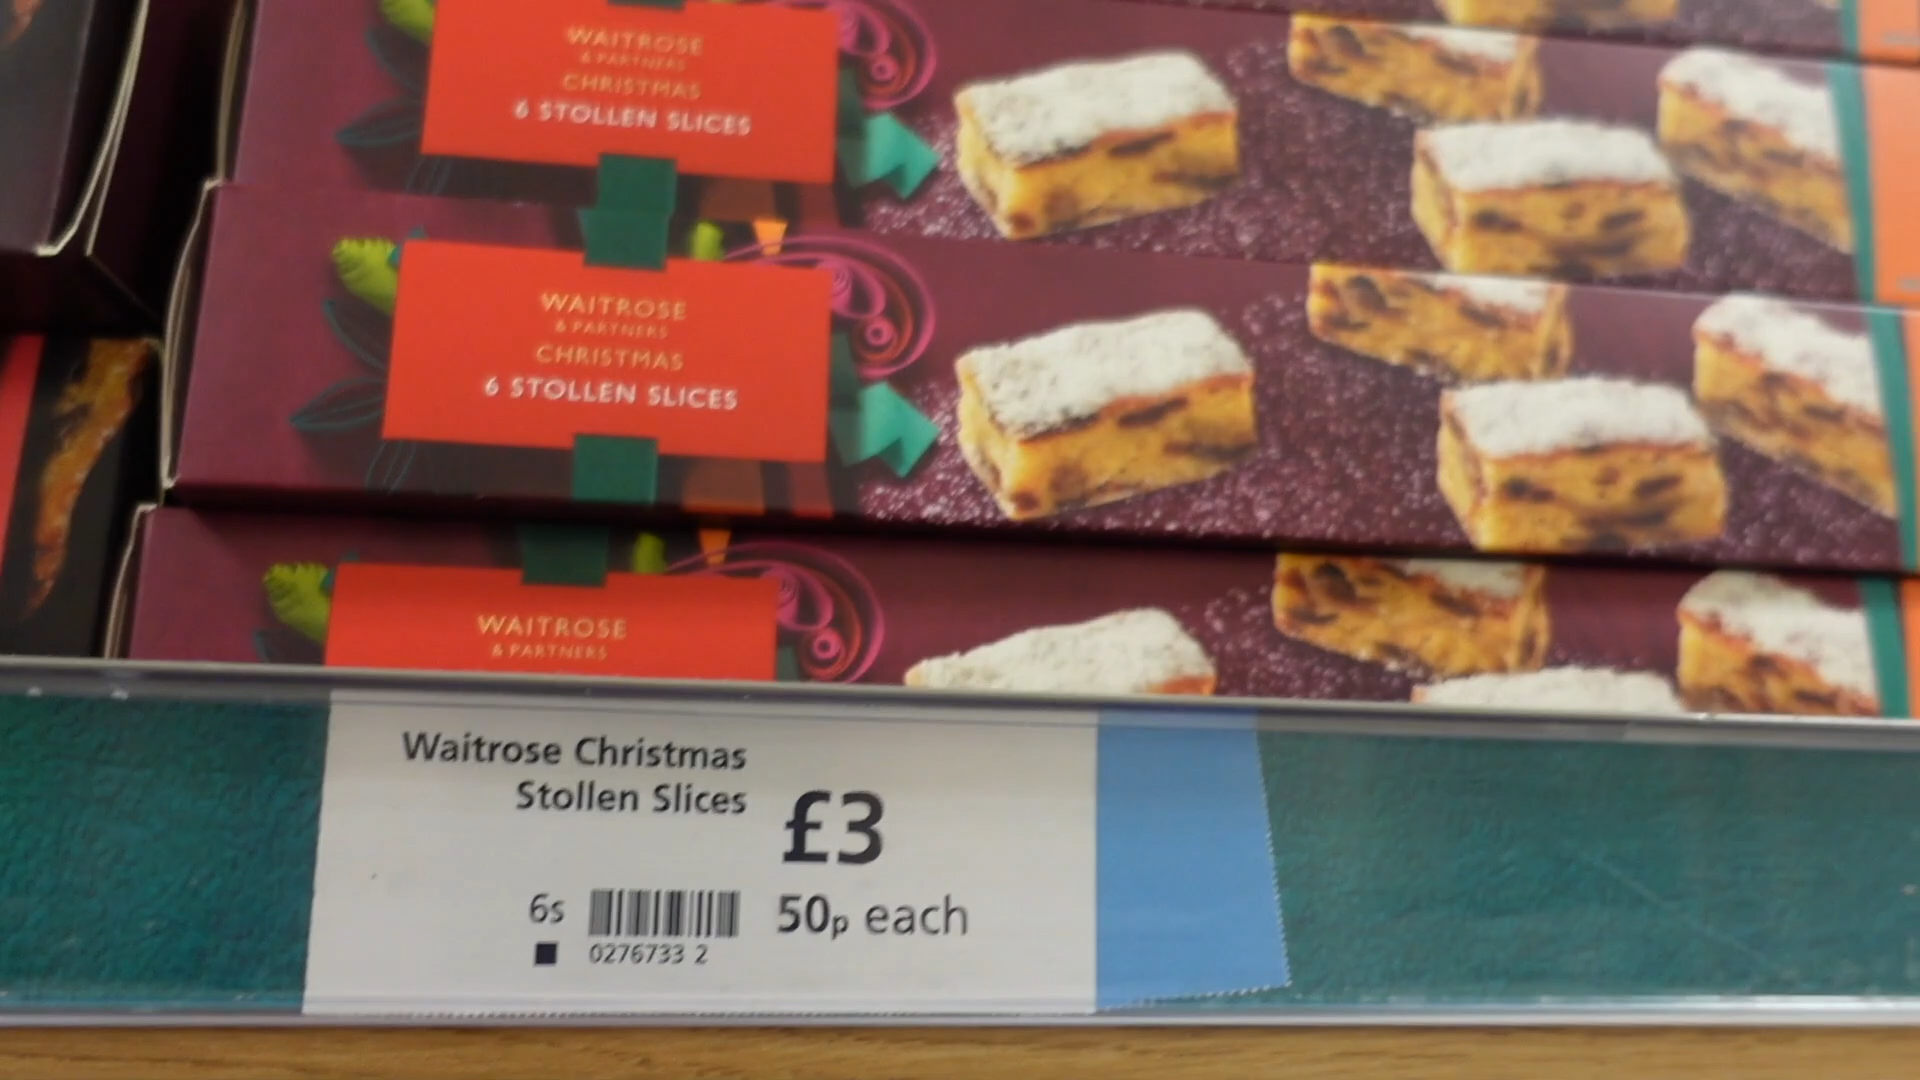 WAITROSE
& PARTNERS
CHRISTMAS
6 STOLLEN SLICES
WAITROSE
& PARTNERS
CHRISTMAS
6 STOLLEN SLICES
WAITROSE
& PARTNERS
Waitrose Christmas
Stollen Slices
£3
6s
50p each
0276733 2